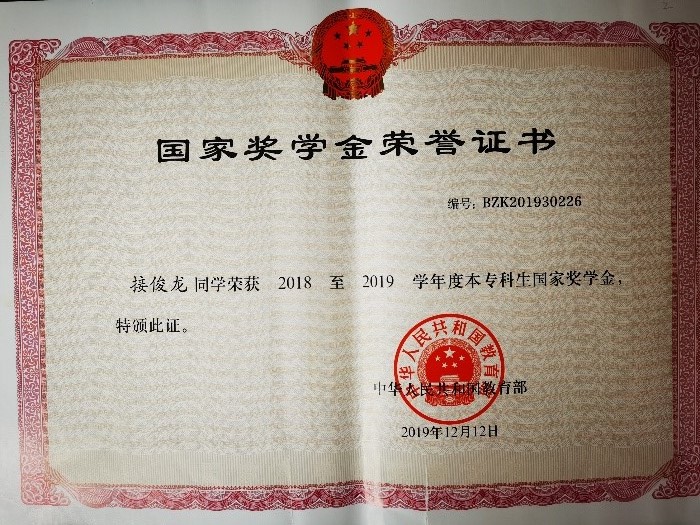 国家奖学金荣誉证书
编号：BZK201930226
接俊龙 同学荣获 2018 至 2019 学年度本专科生国家奖学金，
特颁此证。
中华人民共和国教育部
中华人民共和国教育部
2019年12月12日